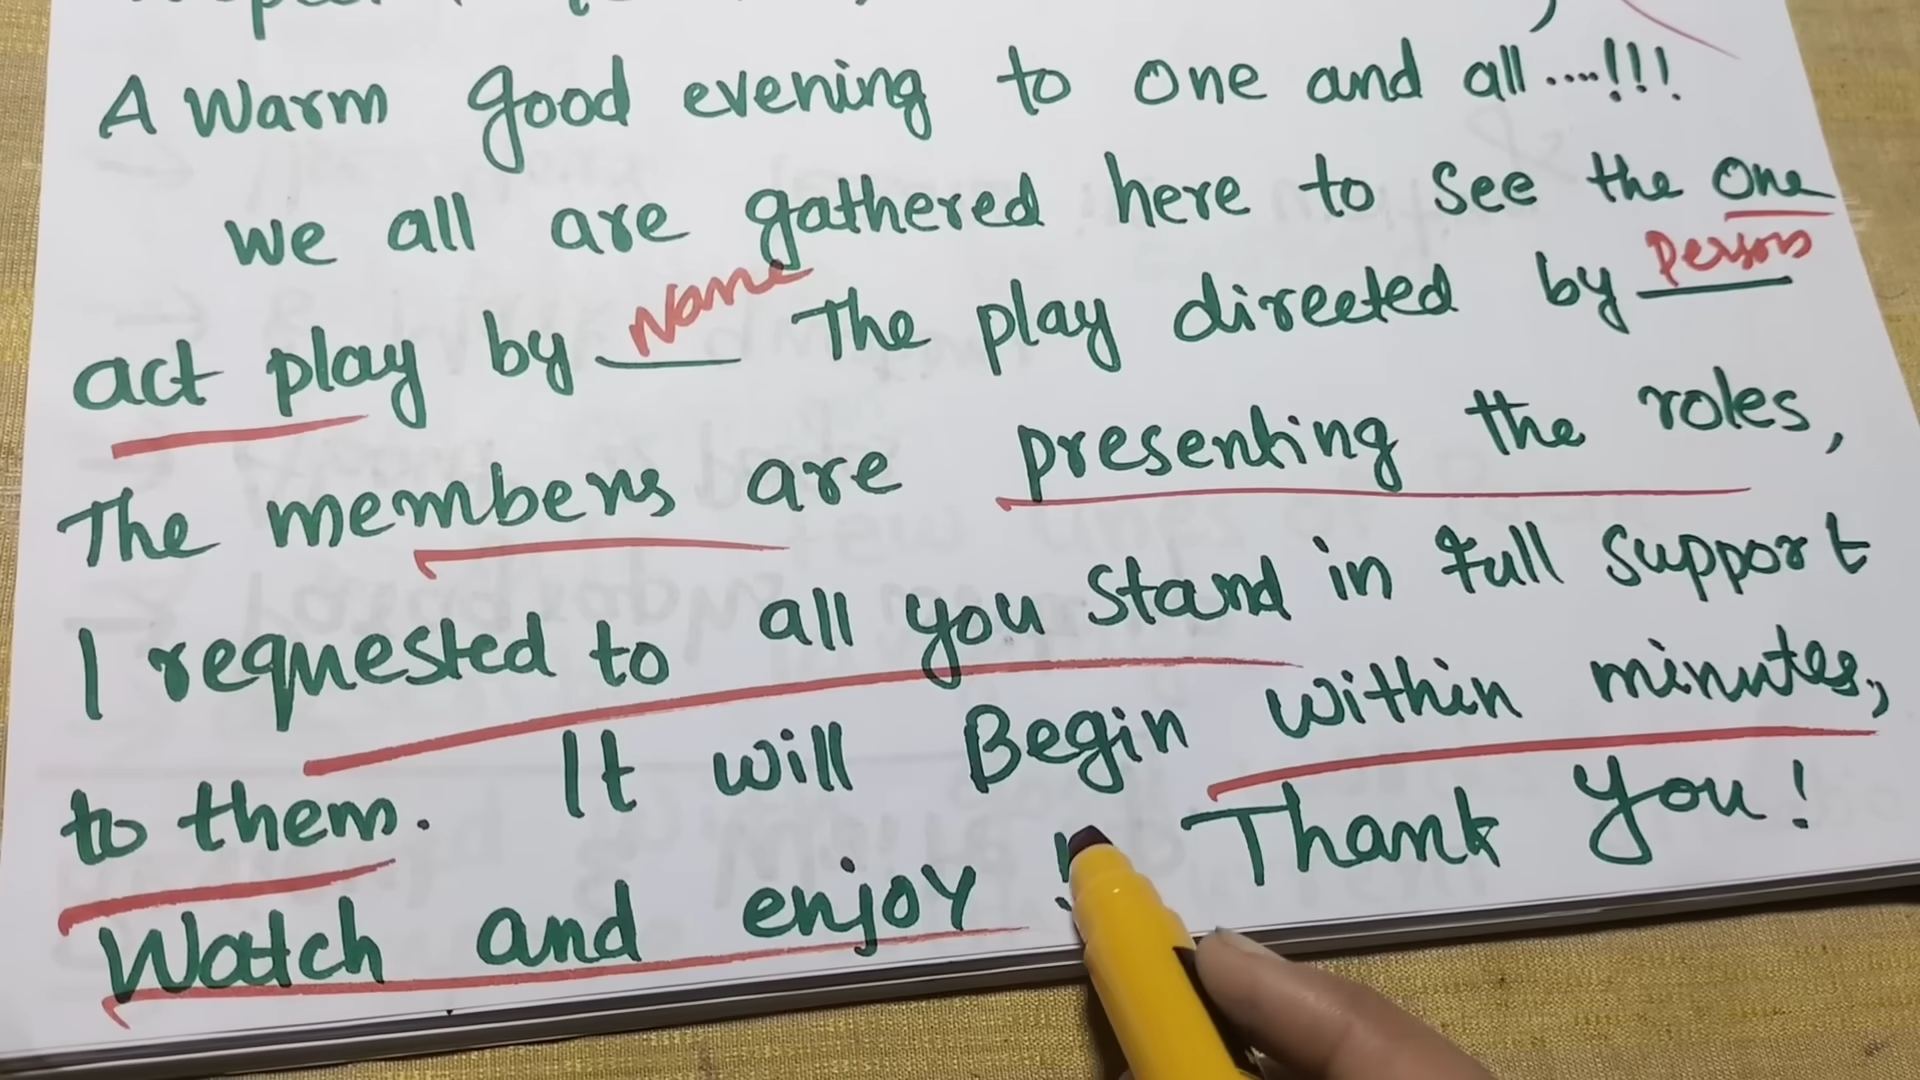 A Warm good evening to one and all....!!!
we all are gathered here to see the one
act play by Name The play directed by Person
The members are presenting the roles,
I requested to all you stand in full support
to them. It will Begin within minutes,
Watch and enjoy ! Thank You!